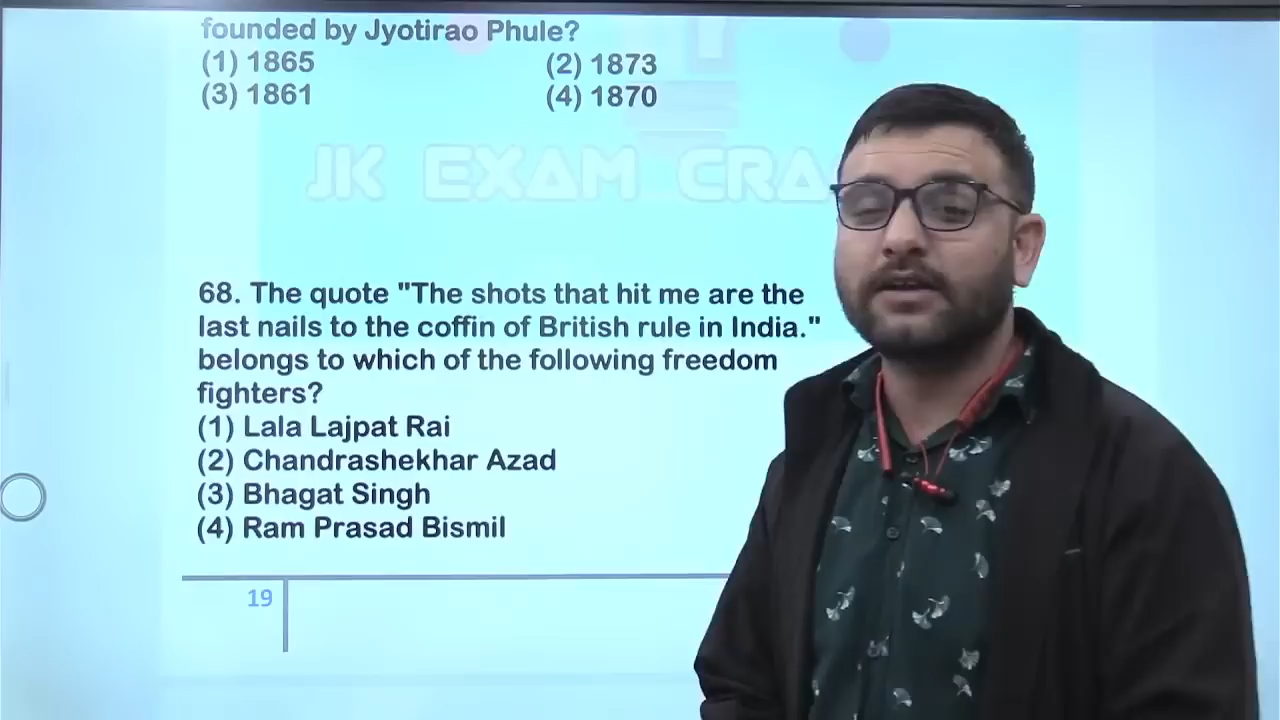 founded by Jyotirao Phule?
(1) 1865 (2) 1873
(3) 1861 (4) 1870
JK EXAM
68. The quote "The shots that hit me are the
last nails to the coffin of British rule in India."
belongs to which of the following freedom
fighters?
(1) Lala Lajpat Rai
(2) Chandrashekhar Azad
(3) Bhagat Singh
(4) Ram Prasad Bismil
19